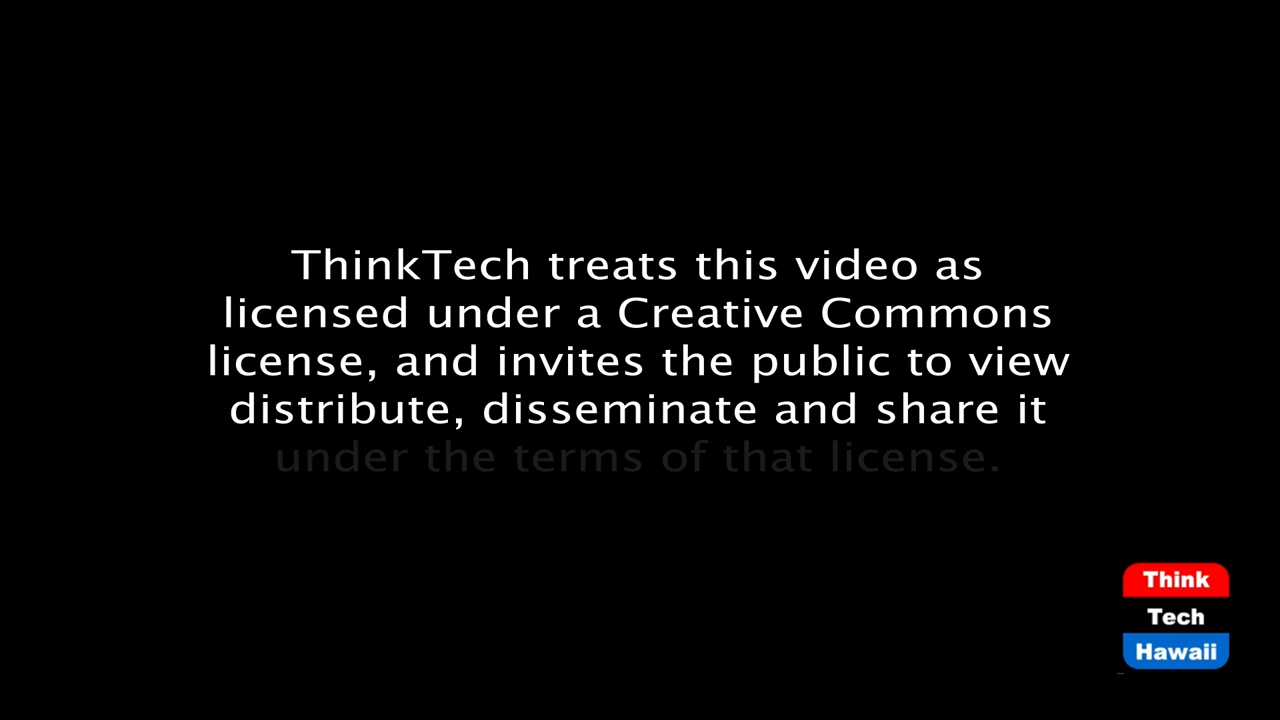 ThinkTech treats this video as
licensed under a Creative Commons
license, and invites the public to view
distribute, disseminate and share it
under the terms of that license.
Think
Tech
Hawaii